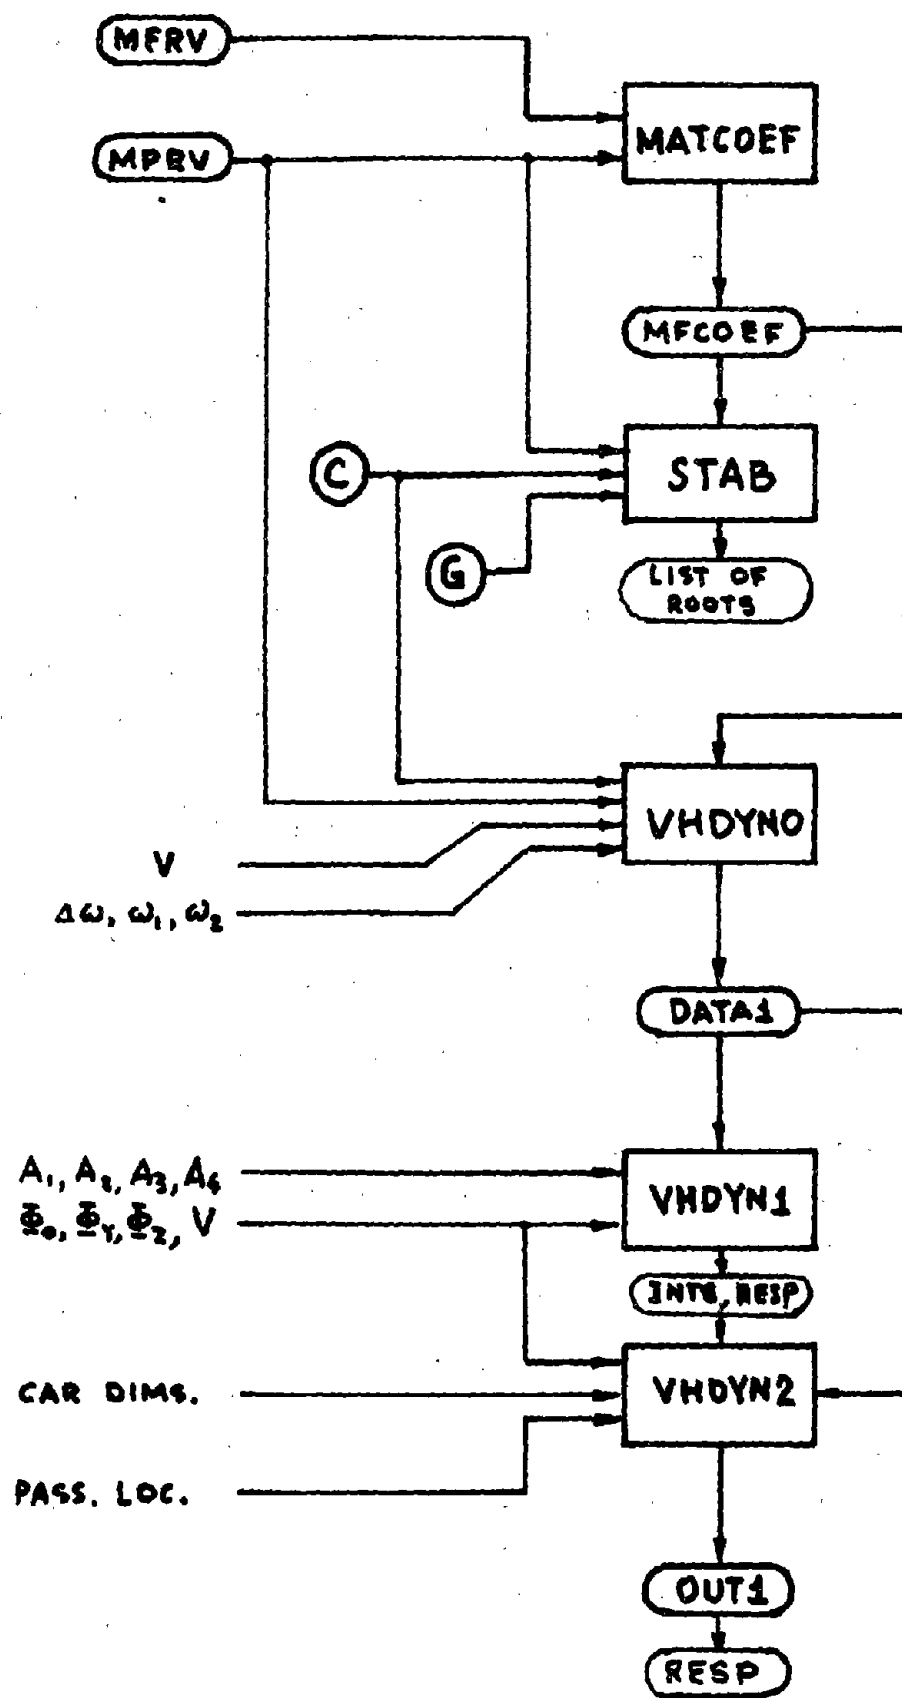 MFRV
MATCOEF
MPRV
MFCOEF
C
STAB
G
LIST OF
ROOTS
VHDYN0
V
Δω, ω₁, ω₂
DATA1
A₁, A₂, A₃, A₄
Φ₀, Φᵧ, Φ_Z, V
VHDYN1
INTG, RESP
CAR DIMS.
VHDYN2
PASS. LOC.
OUT1
RESP